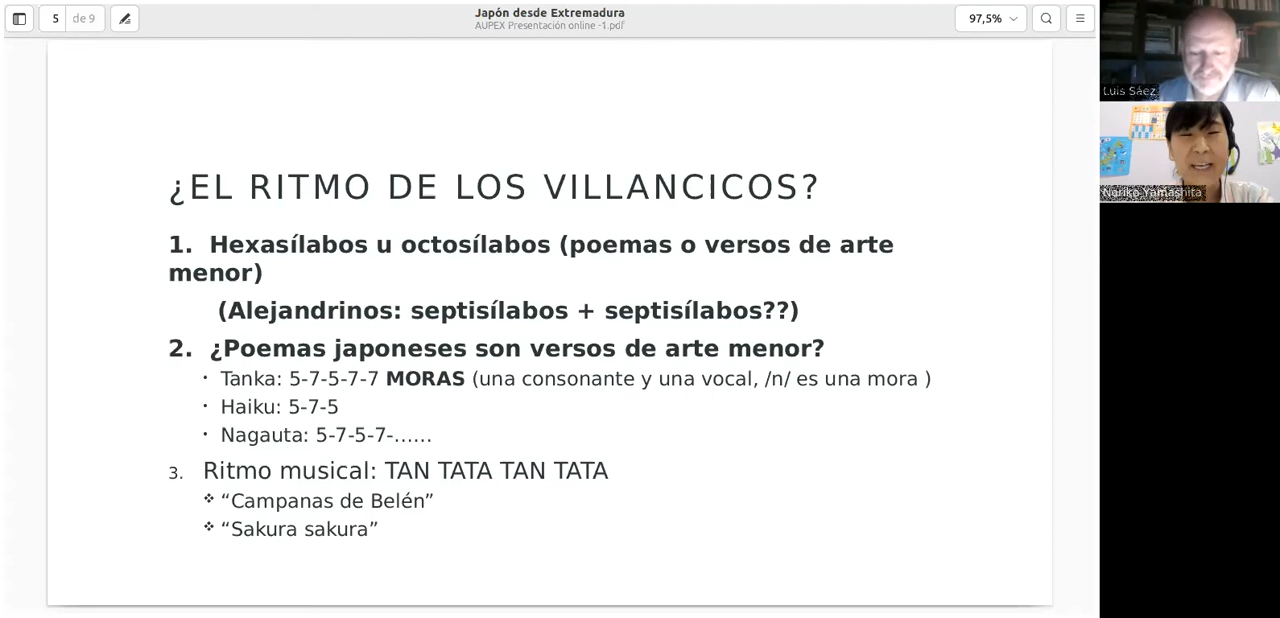 5 de 9
Japón desde Extremadura
AUPEX Presentación online -1.pdf
97,5%
Luis Sáez
Noriko Yamashita
¿EL RITMO DE LOS VILLANCICOS?
1. Hexasílabos u octosílabos (poemas o versos de arte
menor)
(Alejandrinos: septisílabos + septisílabos??)
2. ¿Poemas japoneses son versos de arte menor?
· Tanka: 5-7-5-7-7 MORAS (una consonante y una vocal, /n/ es una mora )
· Haiku: 5-7-5
· Nagauta: 5-7-5-7-......
3. Ritmo musical: TAN TATA TAN TATA
❖ “Campanas de Belén”
❖ “Sakura sakura”